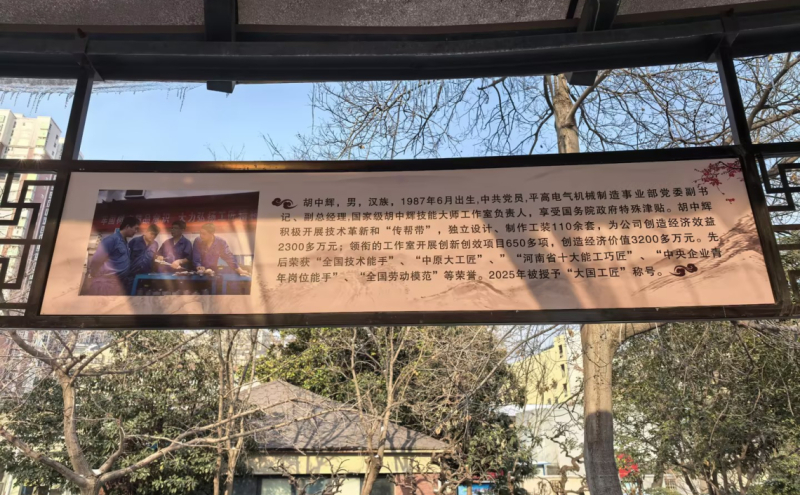 胡中辉，男，汉族，1987年6月出生，中共党员，平高电气机械制造事业部党委副书
记、副总经理，国家级胡中辉技能大师工作室负责人，享受国务院政府特殊津贴。胡中辉
积极开展技术革新和“传帮带”，独立设计、制作工装110余套，为公司创造经济效益
2300多万元；领衔的工作室开展创新创效项目650多项，创造经济价值3200多万元。先
后荣获“全国技术能手”、“中原大工匠”、“河南省十大能工巧匠”、“中央企业青
年岗位能手”、“全国劳动模范”等荣誉。2025年被授予“大国工匠”称号。